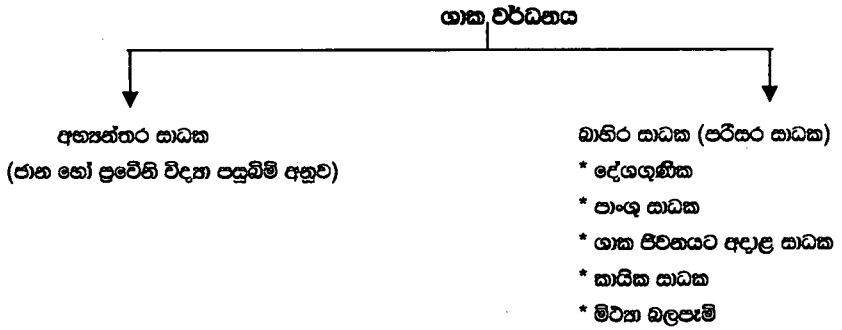 ශාක වර්ධනය
අභ්‍යන්තර සාධක
(ජාන හෝ ප්‍රවේනි විද්‍යා පසුබිම් අනුව)
බාහිර සාධක (පරිසර සාධක)
* දේශගුණික
* පාංශු සාධක
* ශාක ජීවනයට අදාළ සාධක
* කායික සාධක
* මිථ්‍යා බලපෑම්